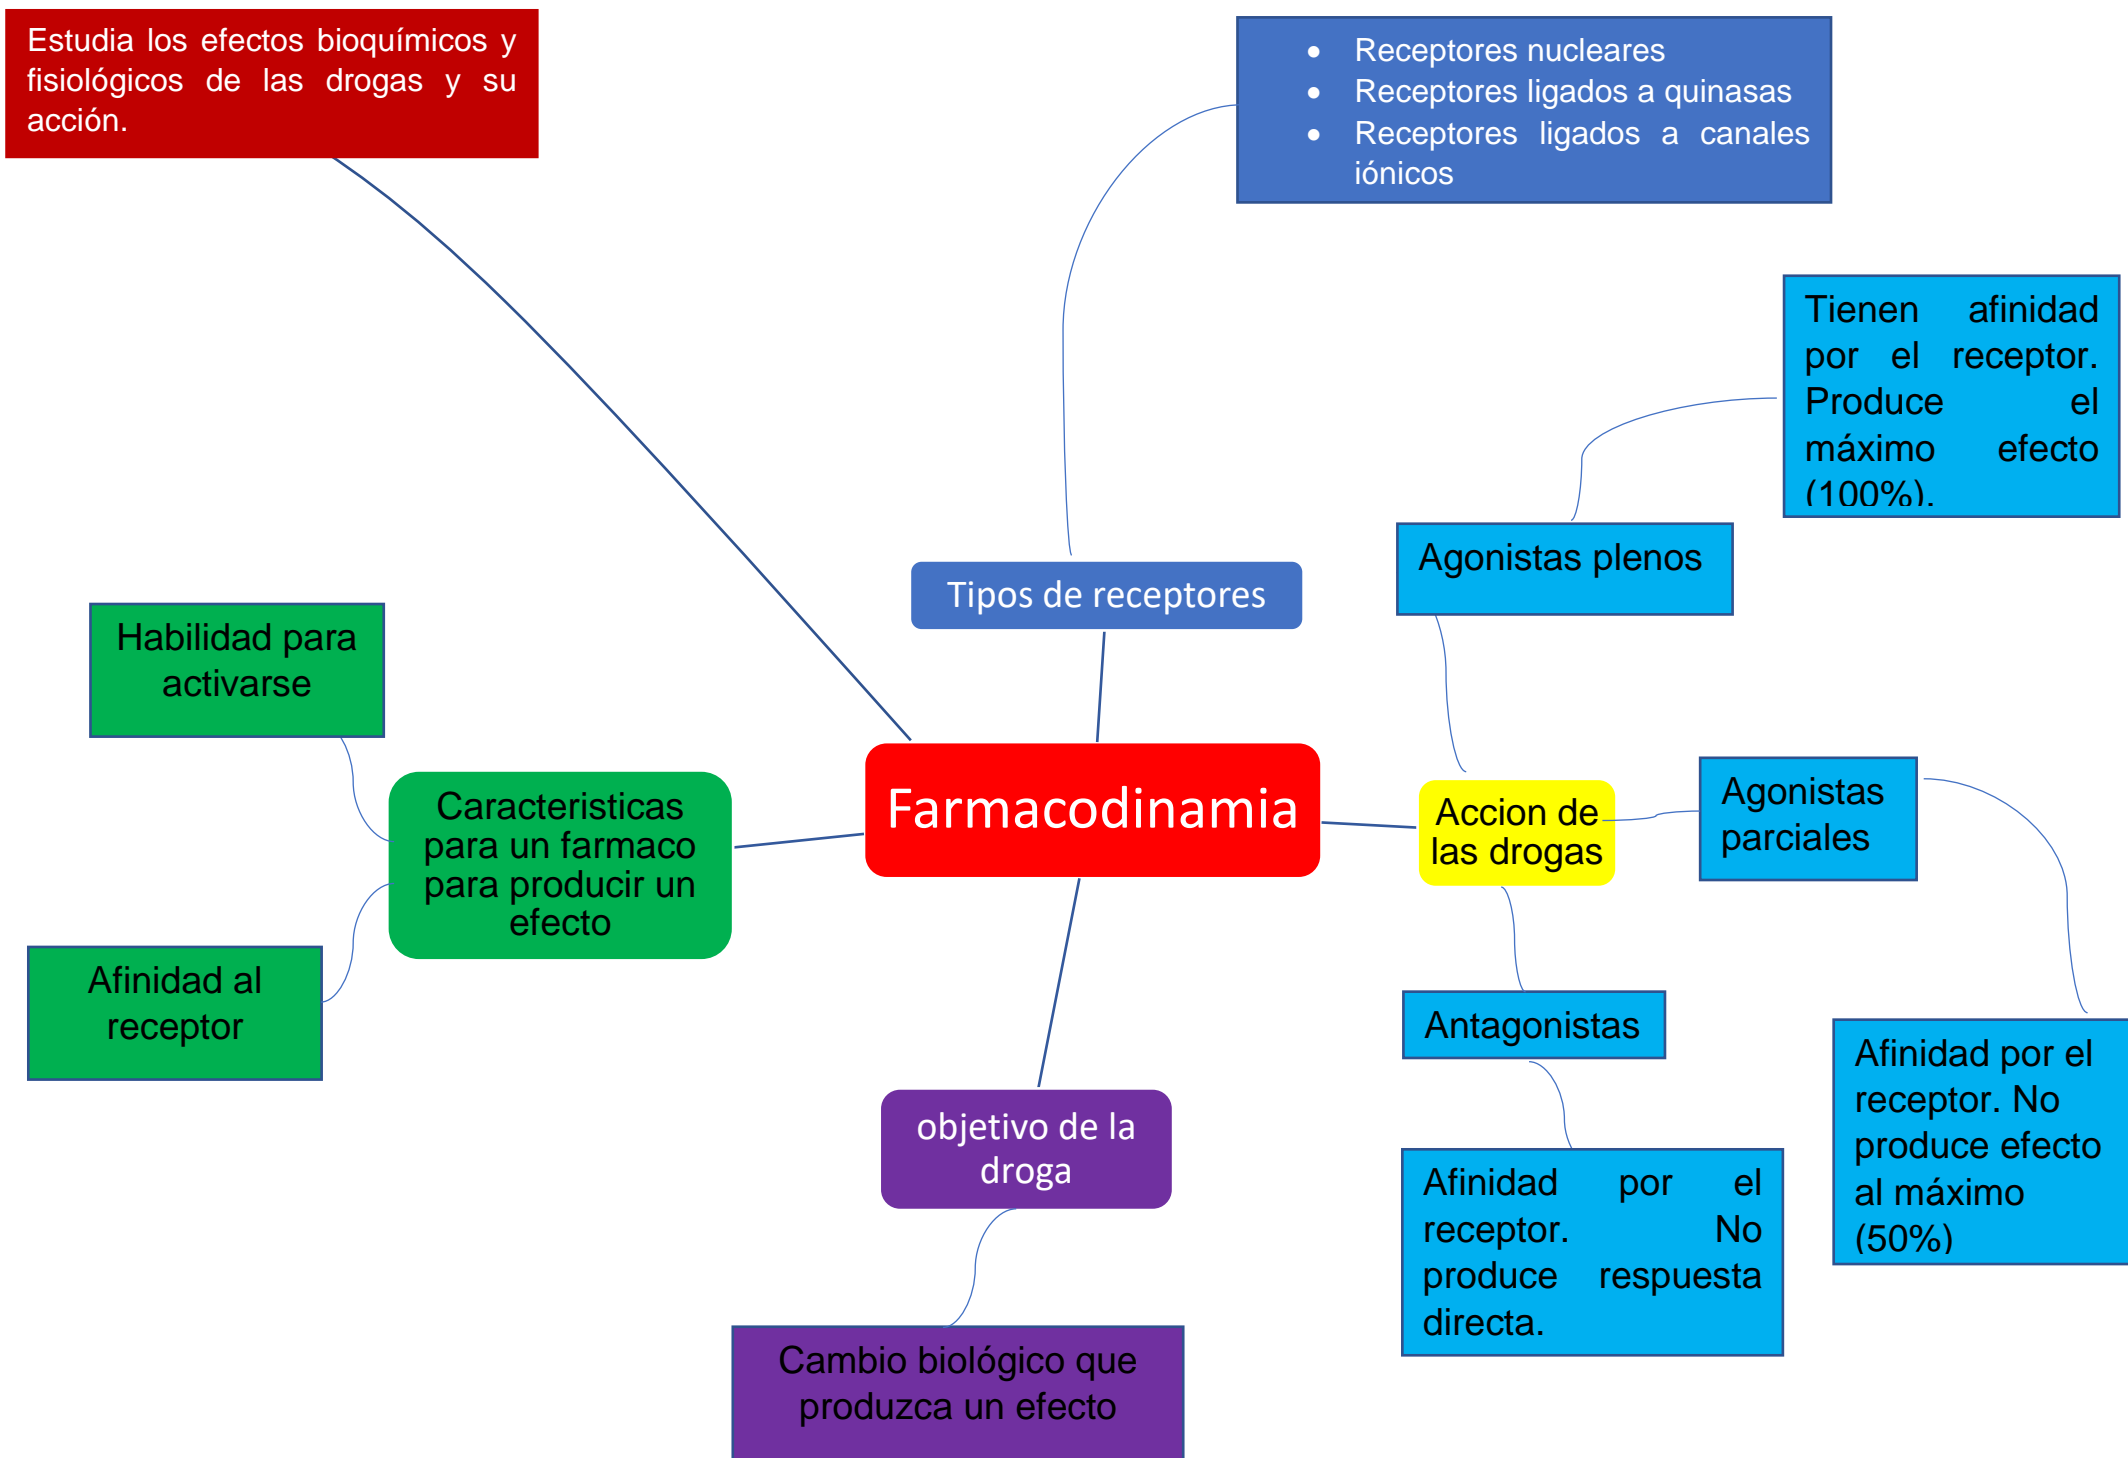 Estudia los efectos bioquímicos y
fisiológicos de las drogas y su
acción.
• Receptores nucleares
• Receptores ligados a quinasas
• Receptores ligados a canales
iónicos
Tienen afinidad
por el receptor.
Produce el
máximo efecto
(100%).
Agonistas plenos
Tipos de receptores
Habilidad para
activarse
Farmacodinamia
Caracteristicas
para un farmaco
para producir un
efecto
Accion de
las drogas
Agonistas
parciales
Afinidad al
receptor
Antagonistas
Afinidad por el
receptor. No
produce efecto
al máximo
(50%)
objetivo de la
droga
Afinidad por el
receptor. No
produce respuesta
directa.
Cambio biológico que
produzca un efecto